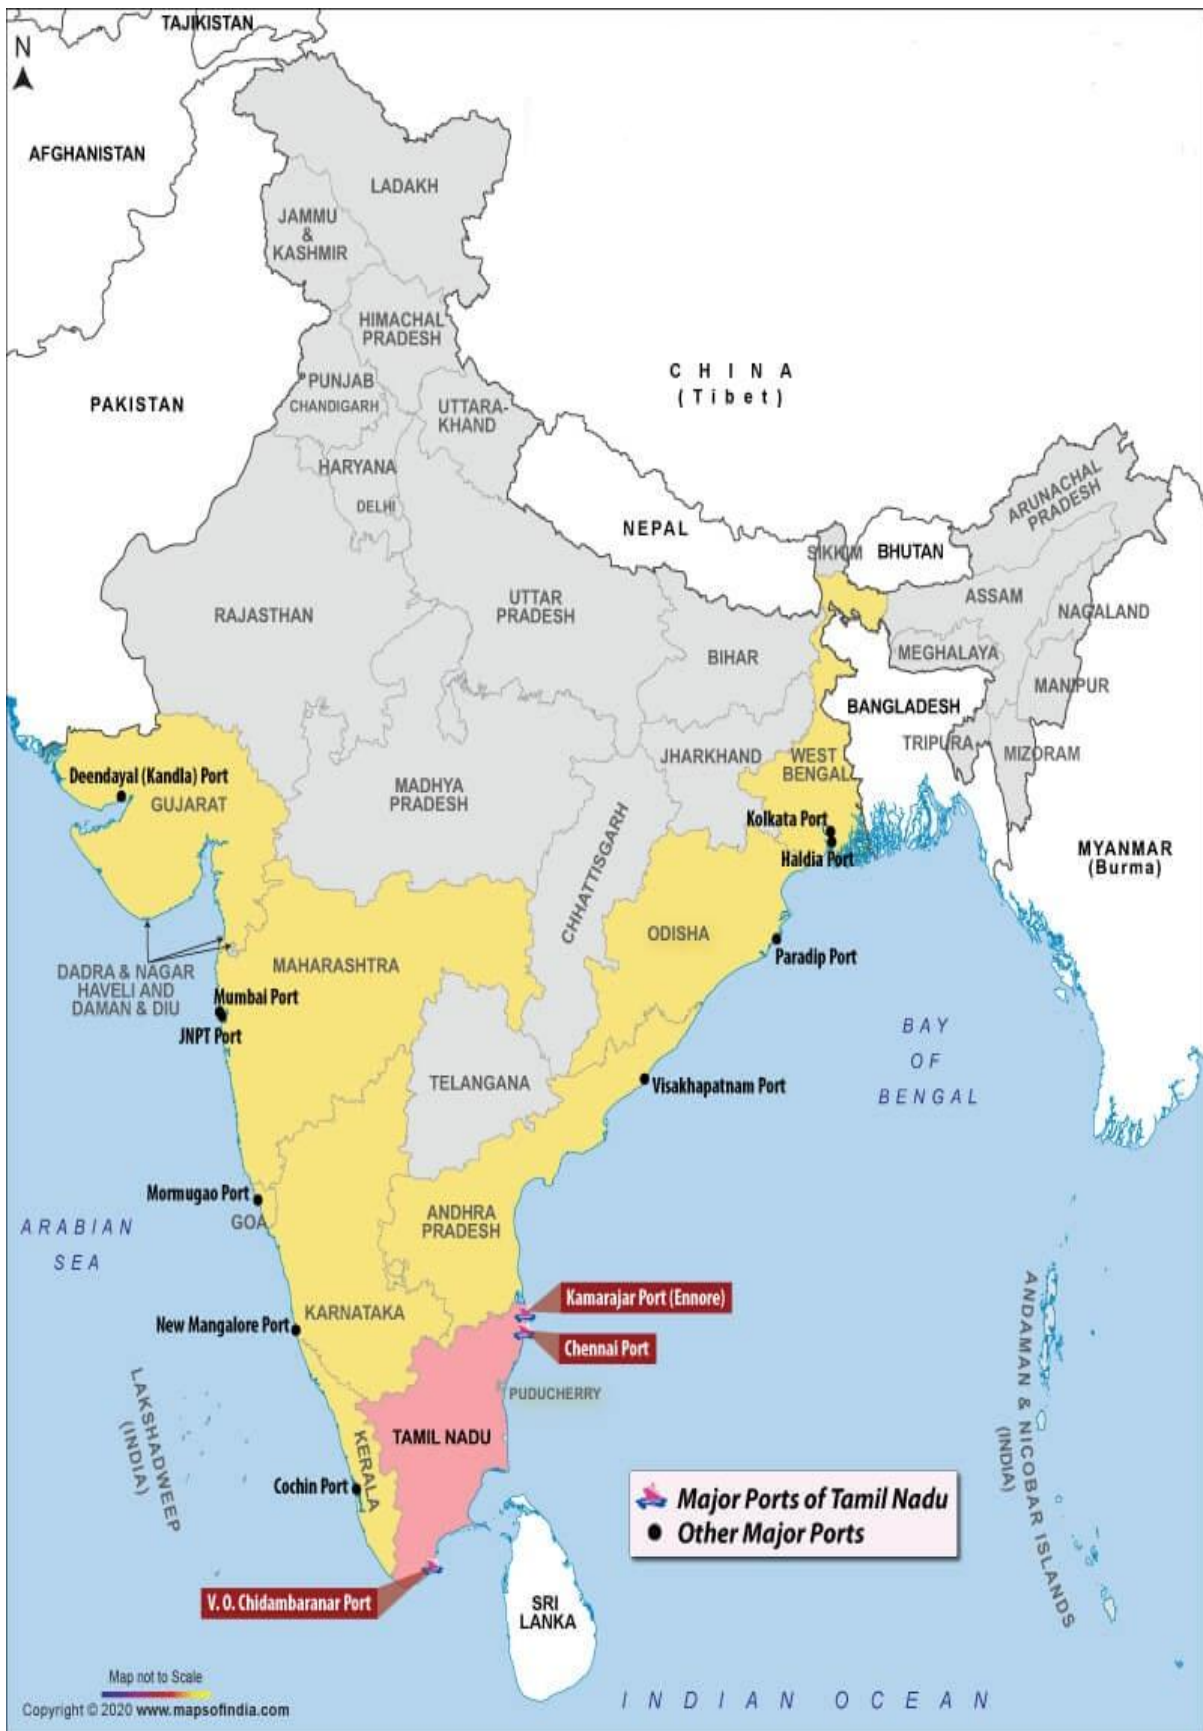 TAJIKISTAN
N
AFGHANISTAN
LADAKH
JAMMU
&
KASHMIR
HIMACHAL
PRADESH
CHINA
(Tibet)
PUNJAB
CHANDIGARH
PAKISTAN
UTTARA-
KHAND
HARYANA
DELHI
ARUNACHAL
PRADESH
NEPAL
SIKKIM
BHUTAN
RAJASTHAN
UTTAR
PRADESH
ASSAM
NAGALAND
BIHAR
MEGHALAYA
MANIPUR
BANGLADESH
TRIPURA
MIZORAM
JHARKHAND
WEST
BENGAL
Deendayal (Kandla) Port
GUJARAT
MADHYA
PRADESH
CHHATTISGARH
Kolkata Port
Haldia Port
MYANMAR
(Burma)
ODISHA
Paradip Port
DADRA & NAGAR
HAVELI AND
DAMAN & DIU
MAHARASHTRA
Mumbai Port
JNPT Port
BAY
OF
BENGAL
TELANGANA
Visakhapatnam Port
Mormugao Port
GOA
ANDHRA
PRADESH
ARABIAN
SEA
Kamarajar Port (Ennore)
KARNATAKA
New Mangalore Port
Chennai Port
PUDUCHERRY
LAKSHADWEEP
(INDIA)
ANDAMAN & NICOBAR ISLANDS
(INDIA)
TAMIL NADU
KERALA
Cochin Port
Major Ports of Tamil Nadu
Other Major Ports
V. O. Chidambaranar Port
SRI
LANKA
Map not to Scale
Copyright © 2020 www.mapsofindia.com
INDIAN OCEAN